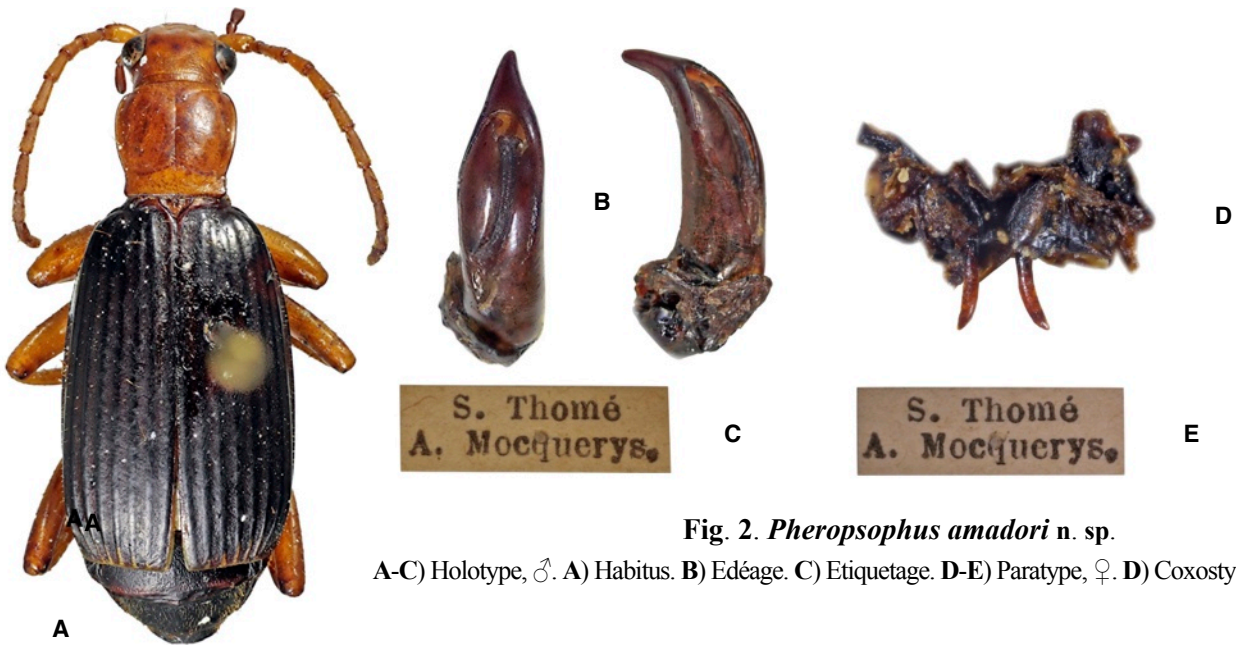 B
D
S. Thomé
A. Mocquerys.
C
S. Thomé
A. Mocquerys.
E
A A
A
Fig. 2. Pheropsophus amadori n. sp.
A-C) Holotype, ♂. A) Habitus. B) Edéage. C) Etiquetage. D-E) Paratype, ♀. D) Coxosty